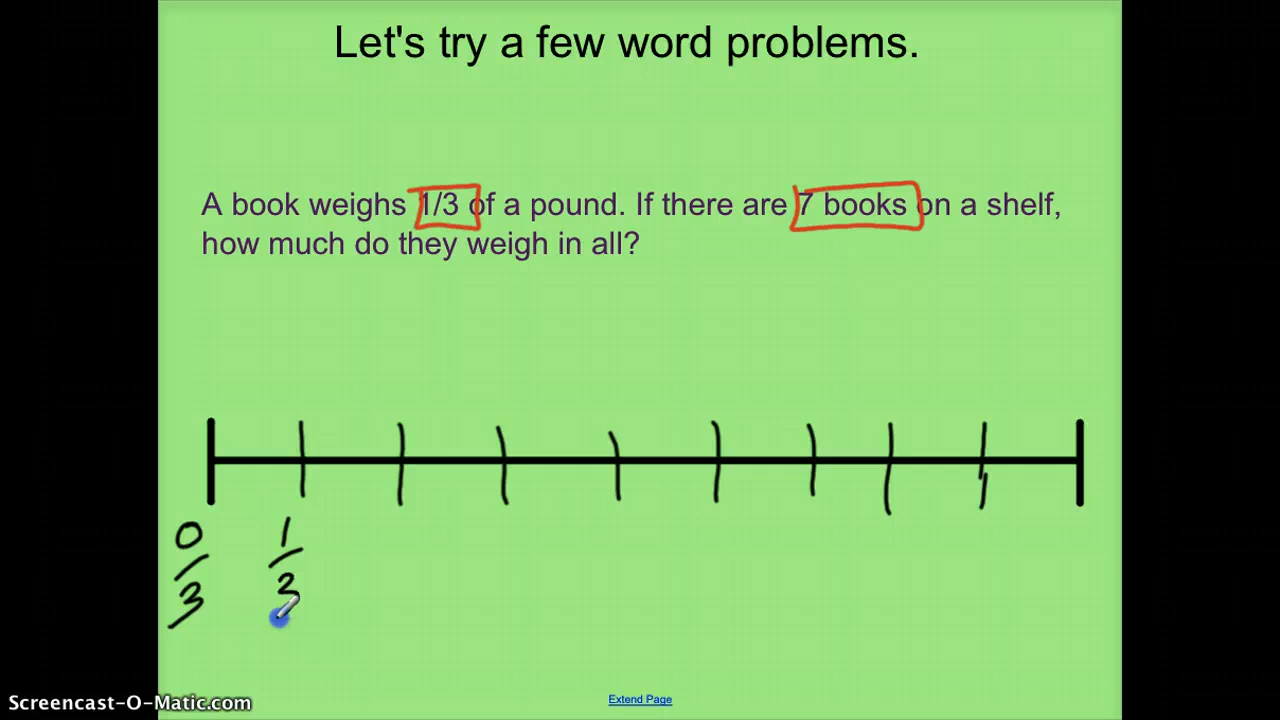 Let's try a few word problems.
A book weighs 1/3 of a pound. If there are 7 books on a shelf,
how much do they weigh in all?
0/3 1/3
Extend Page
Screencast-O-Matic.com